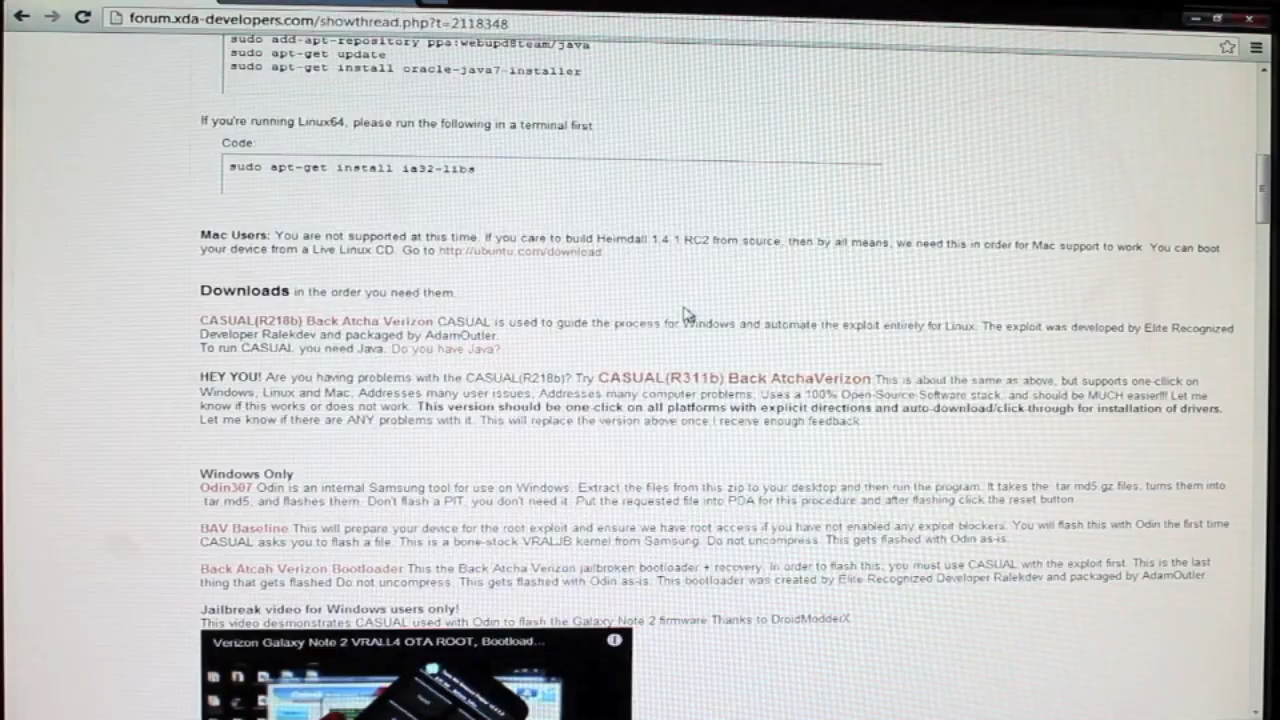 forum.xda-developers.com/showthread.php?t=2118348
sudo add-apt-repository ppa:webupd8team/java
sudo apt-get update
sudo apt-get install oracle-java7-installer
If you're running Linux64, please run the following in a terminal first
Code:
sudo apt-get install ia32-libs
Mac Users: You are not supported at this time. If you care to build Heimdall 1.4.1 RC2 from source, then by all means, we need this in order for Mac support to work. You can boot
your device from a Live Linux CD. Go to http://ubuntu.com/download
Downloads in the order you need them.
CASUAL(R218b) Back Atcha Verizon CASUAL is used to guide the process for Windows and automate the exploit entirely for Linux. The exploit was developed by Elite Recognized
Developer Ralekdev and packaged by AdamOutler.
To run CASUAL you need Java. Do you have Java?
HEY YOU! Are you having problems with the CASUAL(R218b)? Try CASUAL(R311b) Back AtchaVerizon This is about the same as above, but supports one-cllick on
Windows, Linux and Mac, Addresses many user issues, Addresses many computer problems, Uses a 100% Open-Source Software stack, and should be MUCH easier!!! Let me
know if this works or does not work. This version should be one-click on all platforms with explicit directions and auto-download/click-through for installation of drivers.
Let me know if there are ANY problems with it. This will replace the version above once I receive enough feedback.
Windows Only
Odin307 Odin is an internal Samsung tool for use on Windows. Extract the files from this zip to your desktop and then run the program. It takes the .tar.md5.gz files, turns them into
.tar.md5, and flashes them. Don't flash a PIT, you don't need it. Put the requested file into PDA for this procedure and after flashing click the reset button.
BAV Baseline This will prepare your device for the root exploit and ensure we have root access if you have not enabled any exploit blockers. You will flash this with Odin the first time
CASUAL asks you to flash a file. This is a bone-stock VRALJB kernel from Samsung. Do not uncompress. This gets flashed with Odin as-is.
Back Atcah Verizon Bootloader This the Back Atcha Verizon jailbroken bootloader + recovery. In order to flash this, you must use CASUAL with the exploit first. This is the last
thing that gets flashed Do not uncompress. This gets flashed with Odin as-is. This bootloader was created by Elite Recognized Developer Ralekdev and packaged by AdamOutler
Jailbreak video for Windows users only!
This video desmonstrates CASUAL used with Odin to flash the Galaxy Note 2 firmware Thanks to DroidModderX
Verizon Galaxy Note 2 VRALL4 OTA ROOT, Bootload...